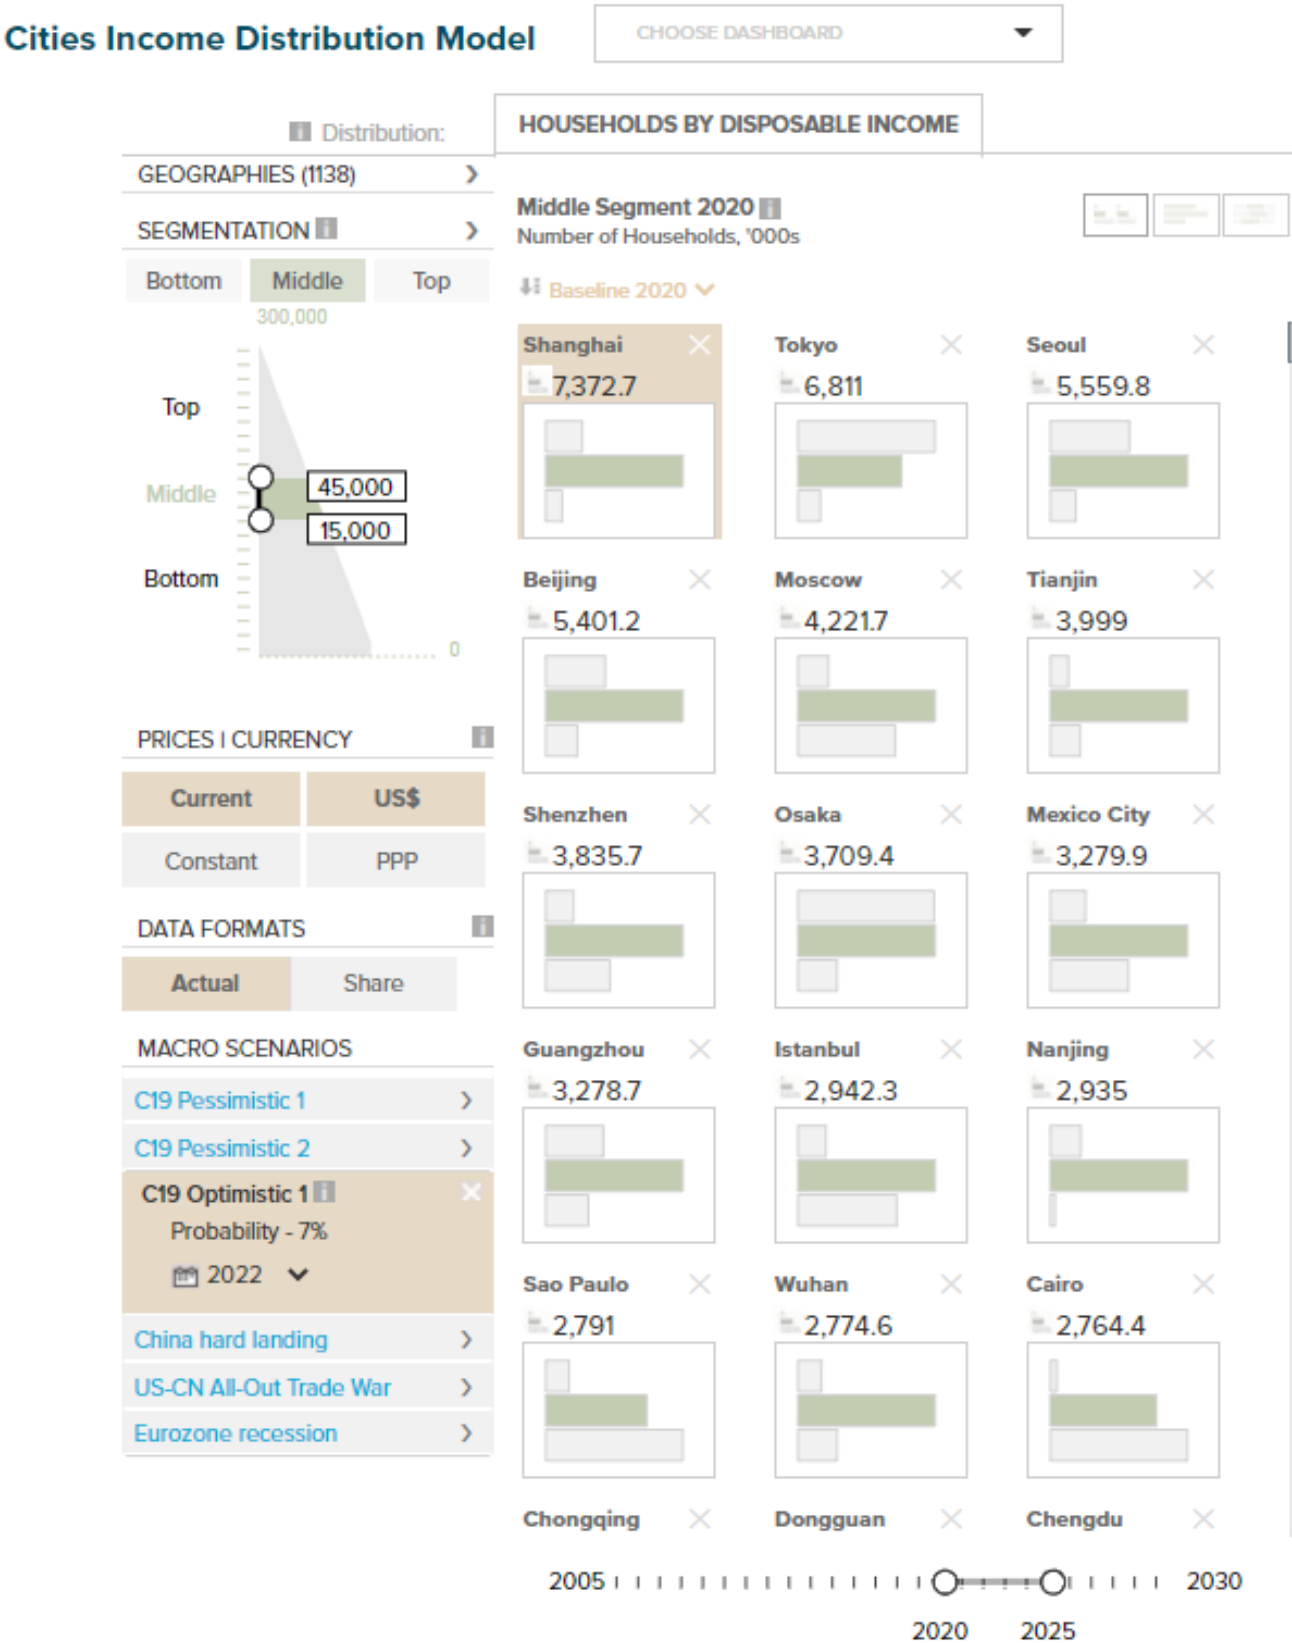 Cities Income Distribution Model
CHOOSE DASHBOARD
Distribution:
HOUSEHOLDS BY DISPOSABLE INCOME
GEOGRAPHIES (1138)
SEGMENTATION
Bottom Middle Top
300,000
Top
Middle
Bottom
45,000
15,000
0
PRICES | CURRENCY
Current US$
Constant PPP
DATA FORMATS
Actual Share
MACRO SCENARIOS
C19 Pessimistic 1
C19 Pessimistic 2
C19 Optimistic 1
Probability - 7%
2022
China hard landing
US-CN All-Out Trade War
Eurozone recession
Middle Segment 2020
Number of Households, '000s
Baseline 2020
Shanghai Tokyo Seoul
7,372.7 6,811 5,559.8
Beijing Moscow Tianjin
5,401.2 4,221.7 3,999
Shenzhen Osaka Mexico City
3,835.7 3,709.4 3,279.9
Guangzhou Istanbul Nanjing
3,278.7 2,942.3 2,935
Sao Paulo Wuhan Cairo
2,791 2,774.6 2,764.4
Chongqing Dongguan Chengdu
2005 2030
2020 2025